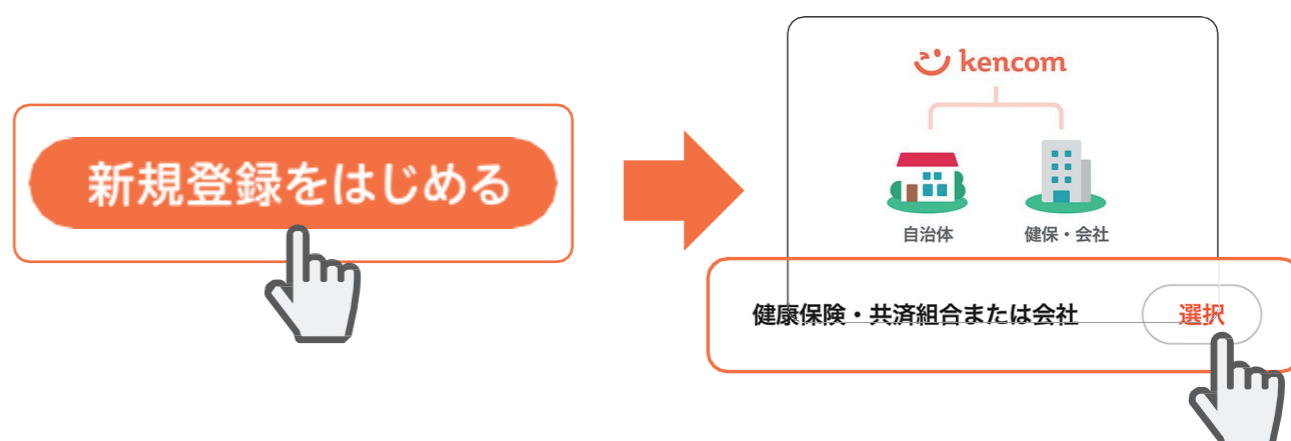 新規登録をはじめる
kencom
自治体
健保・会社
健康保険・共済組合または会社
選択